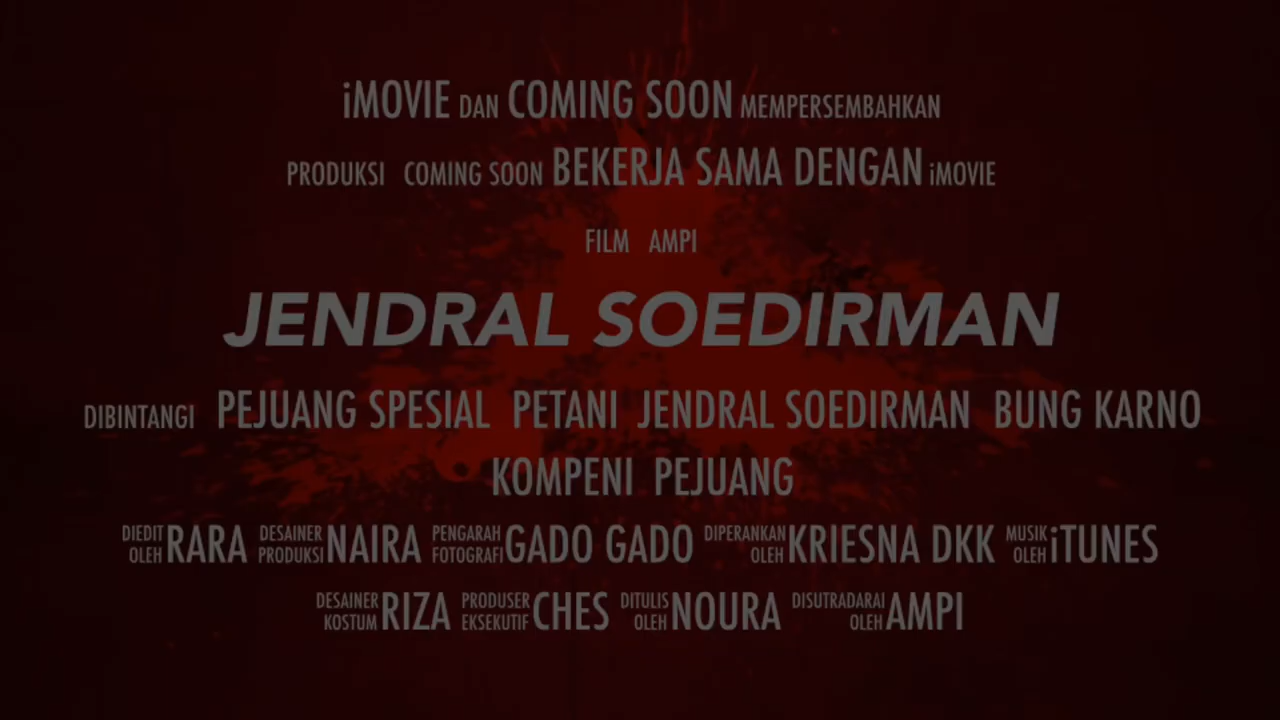 iMOVIE DAN COMING SOON MEMPERSEMBAHKAN
PRODUKSI COMING SOON BEKERJA SAMA DENGAN iMOVIE
FILM AMPI
JENDRAL SOEDIRMAN
DIBINTANGI PEJUANG SPESIAL PETANI JENDRAL SOEDIRMAN BUNG KARNO
KOMPENI PEJUANG
DIEDIT OLEH RARA DESAINER PRODUKSI NAIRA PENGARAH FOTOGRAFI GADO GADO DIPERANKAN OLEH KRIESNA DKK MUSIK OLEH iTUNES
DESAINER KOSTUM RIZA PRODUSER EKSEKUTIF CHES DITULIS OLEH NOURA DISUTRADARAI OLEH AMPI